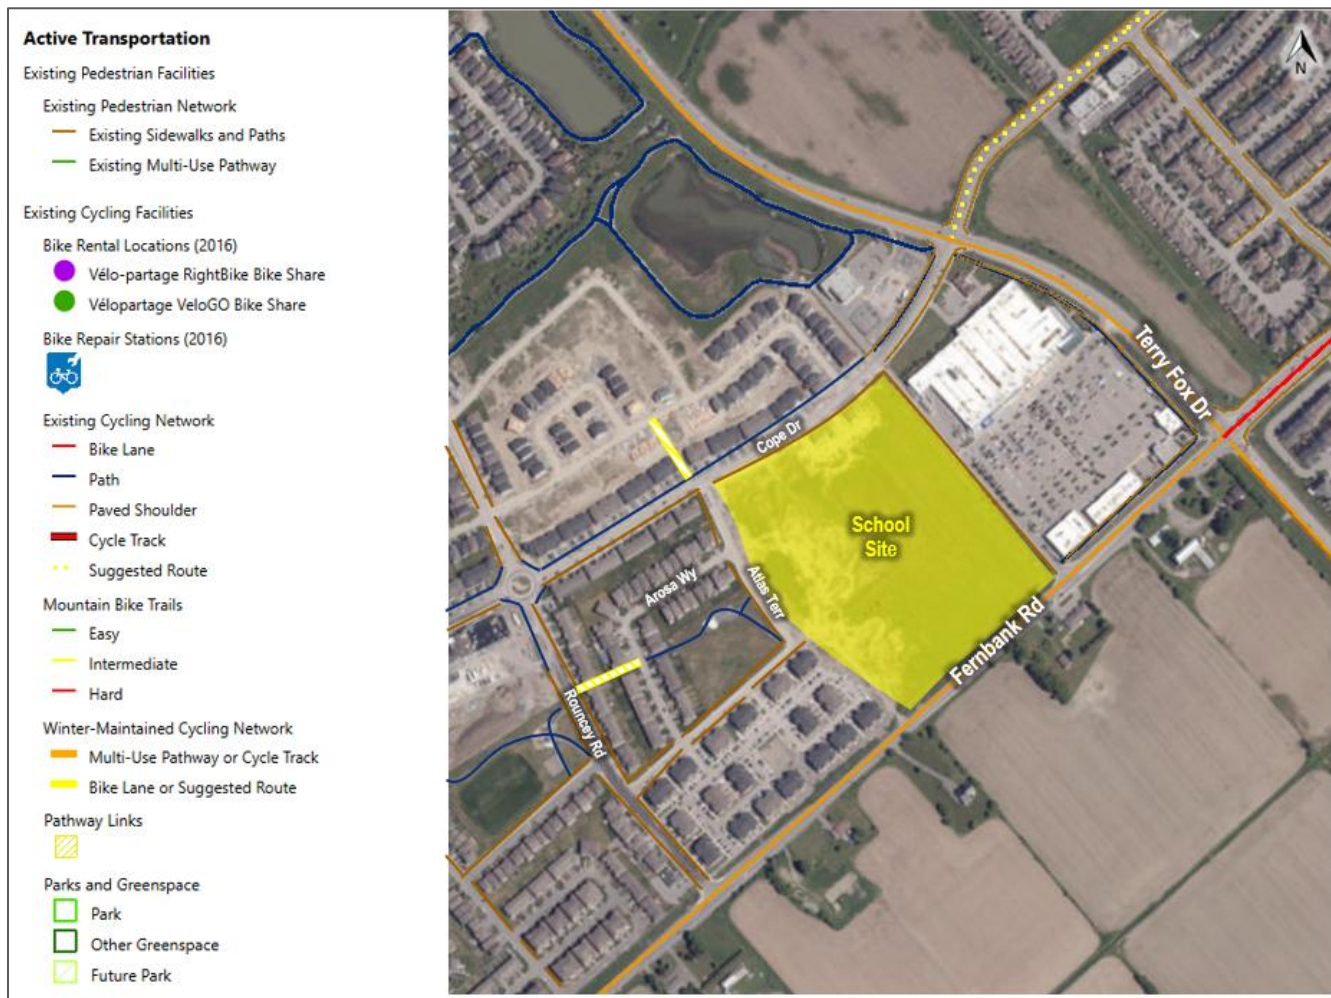 Active Transportation
Existing Pedestrian Facilities
Existing Pedestrian Network
Existing Sidewalks and Paths
Existing Multi-Use Pathway
Existing Cycling Facilities
Bike Rental Locations (2016)
Vélo-partage RightBike Bike Share
Vélopartage VeloGO Bike Share
Bike Repair Stations (2016)
Existing Cycling Network
Bike Lane
Path
Paved Shoulder
Cycle Track
Suggested Route
Mountain Bike Trails
Easy
Intermediate
Hard
Winter-Maintained Cycling Network
Multi-Use Pathway or Cycle Track
Bike Lane or Suggested Route
Pathway Links
Parks and Greenspace
Park
Other Greenspace
Future Park
N
Terry Fox Dr
Cope Dr
School
Site
Arosa Wy
Atlas Terr
Fernbank Rd
Rouncey Rd